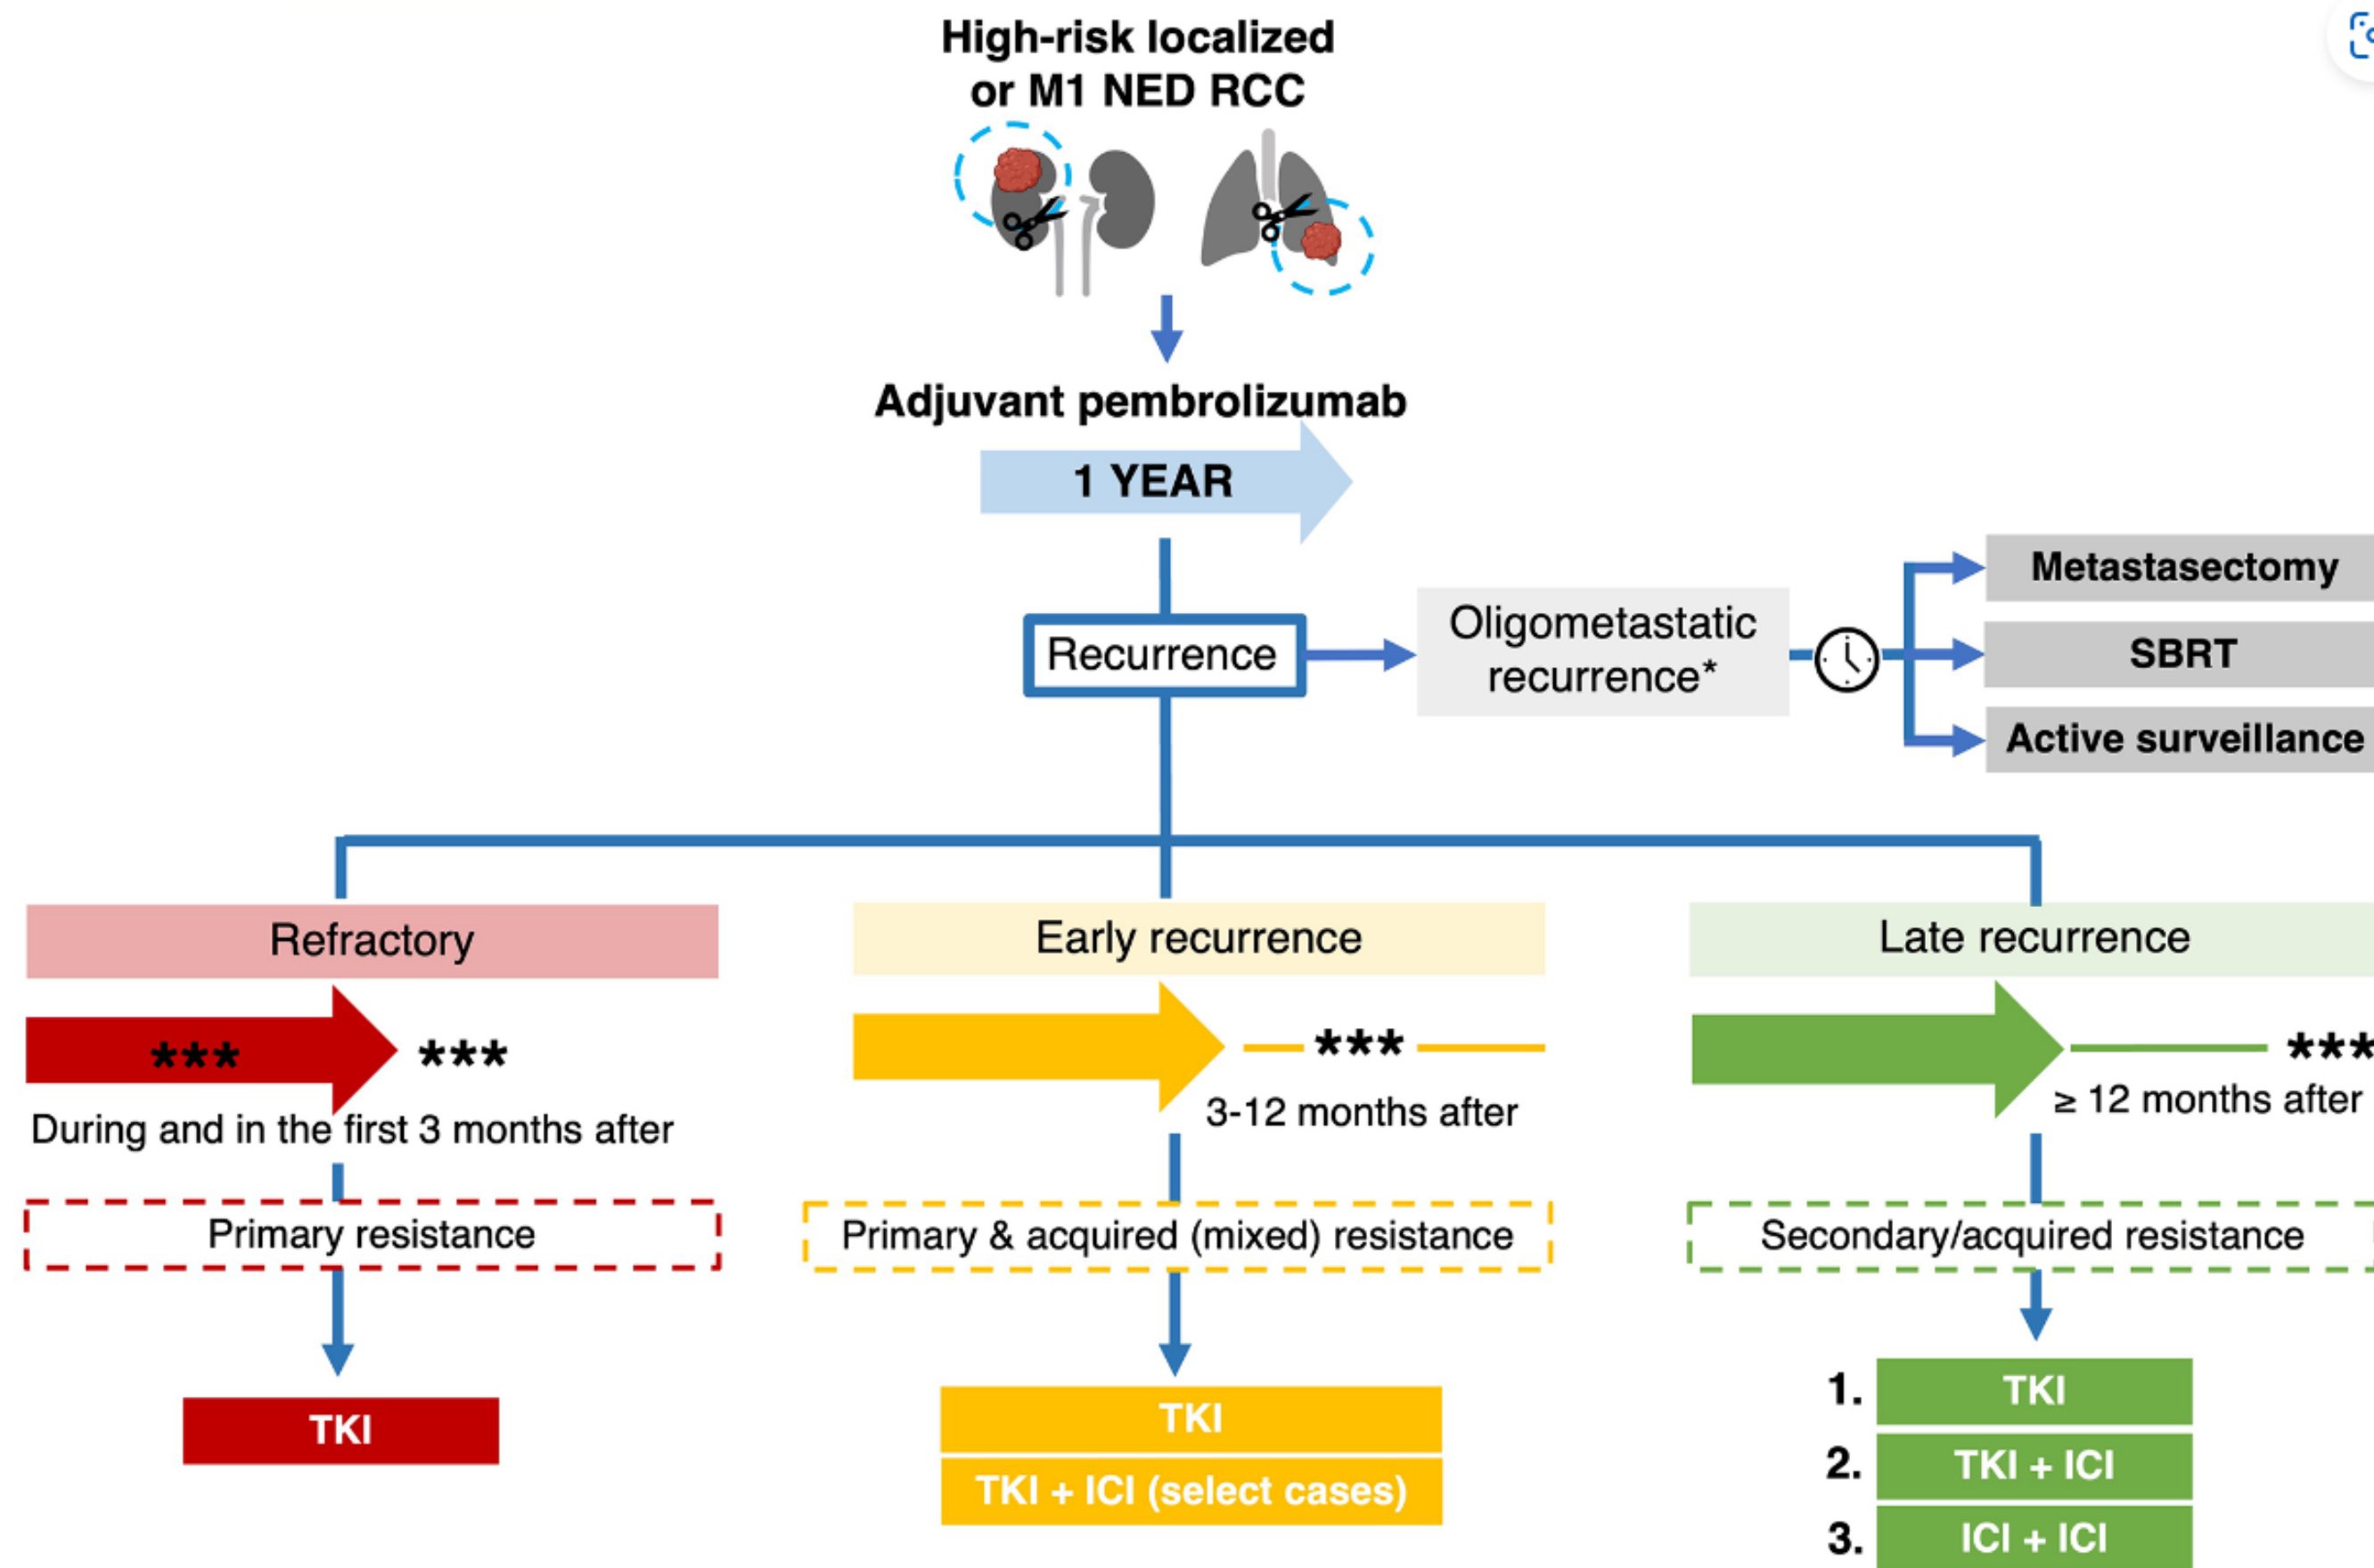 High-risk localized
or M1 NED RCC
Adjuvant pembrolizumab
1 YEAR
Recurrence
Oligometastatic
recurrence*
Metastasectomy
SBRT
Active surveillance
Refractory
*** ***
During and in the first 3 months after
Primary resistance
TKI
Early recurrence
***
3-12 months after
Primary & acquired (mixed) resistance
TKI
TKI + ICI (select cases)
Late recurrence
***
≥ 12 months after
Secondary/acquired resistance
1. TKI
2. TKI + ICI
3. ICI + ICI